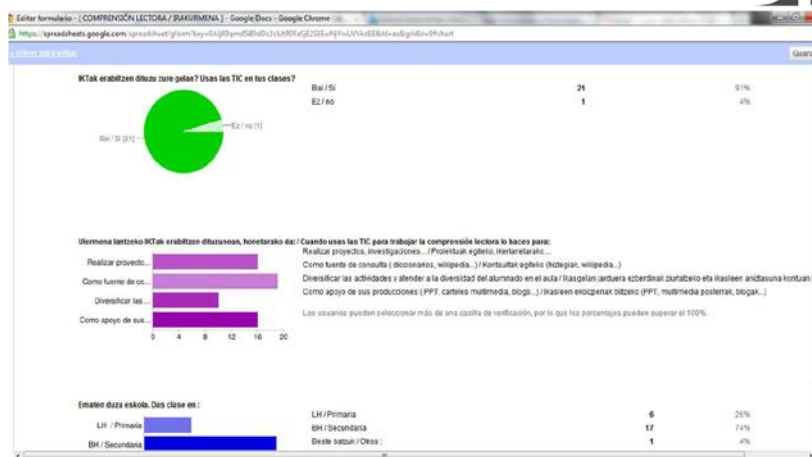 Editar formulario - [ COMPRENSIÓN LECTORA / IRAKURMENA ] - Google Docs - Google Chrome
https://spreadsheets.google.com
« Volver para editar
Guar
IKTak erabiltzen dituzu zure gelan? Usas las TIC en tus clases?
Bai / Sí 21 91%
Ez / no 1 4%
Ez / no [1]
Bai / Sí [21]
Ulermena lantzeko IKTak erabiltzen dituzunean, honetarako da: / Cuando usas las TIC para trabajar la comprensión lectora lo haces para:
Realizar proyecto...
Como fuente de co...
Diversificar las ...
Como apoyo de sus...
0 4 8 12 16 20
Realizar proyectos, investigaciones... / Proiektuak egiteko, ikerlanetarako...
Como fuente de consulta ( diccionarios, wikipedia...) / Kontsultak egiteko (hiztegiak, wikipedia...)
Diversificar las actividades y atender a la diversidad del alumnado en el aula / Ikasgelan jarduera ezberdinak ziurtatzeko eta ikasleen aniztasuna kontuan
Como apoyo de sus producciones ( PPT, carteles multimedia, blogs...) / Ikasleen ekoizpenak biltzeko (PPT, multimedia posterrak, blogak...)
Los usuarios pueden seleccionar más de una casilla de verificación, por lo que los porcentajes pueden superar el 100%.
Ematen duza eskola. Das clase en :
LH / Primaria
BH / Secundaria
LH / Primaria 6 26%
BH / Secundaria 17 74%
Beste batzuk / Otros : 1 4%